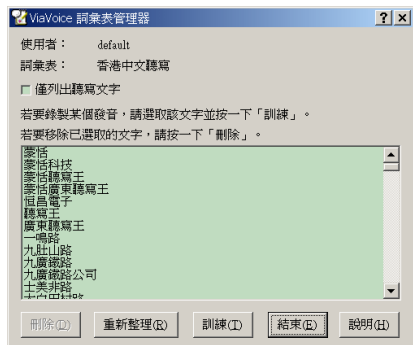 ViaVoice 詞彙表管理器
使用者： default
詞彙表： 香港中文聽寫
僅列出聽寫文字
若要錄製某個發音，請選取該文字並按一下「訓練」。
若要移除已選取的文字，請按一下「刪除」。
蒙恬
蒙恬科技
蒙恬聽寫王
蒙恬廣東聽寫王
恒昌電子
聽寫王
廣東聽寫王
一鳴路
九肚山路
九廣鐵路
九廣鐵路公司
士美非路
刪除(D)
重新整理(R)
訓練(T)
結束(E)
說明(H)